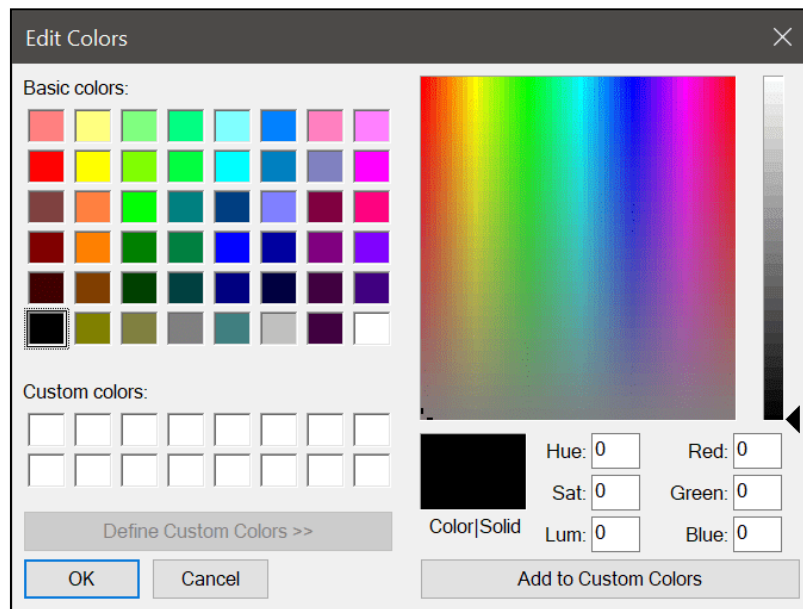 Edit Colors
Basic colors:
Custom colors:
Define Custom Colors >>
OK
Cancel
Color|Solid
Hue: 0
Sat: 0
Lum: 0
Red: 0
Green: 0
Blue: 0
Add to Custom Colors